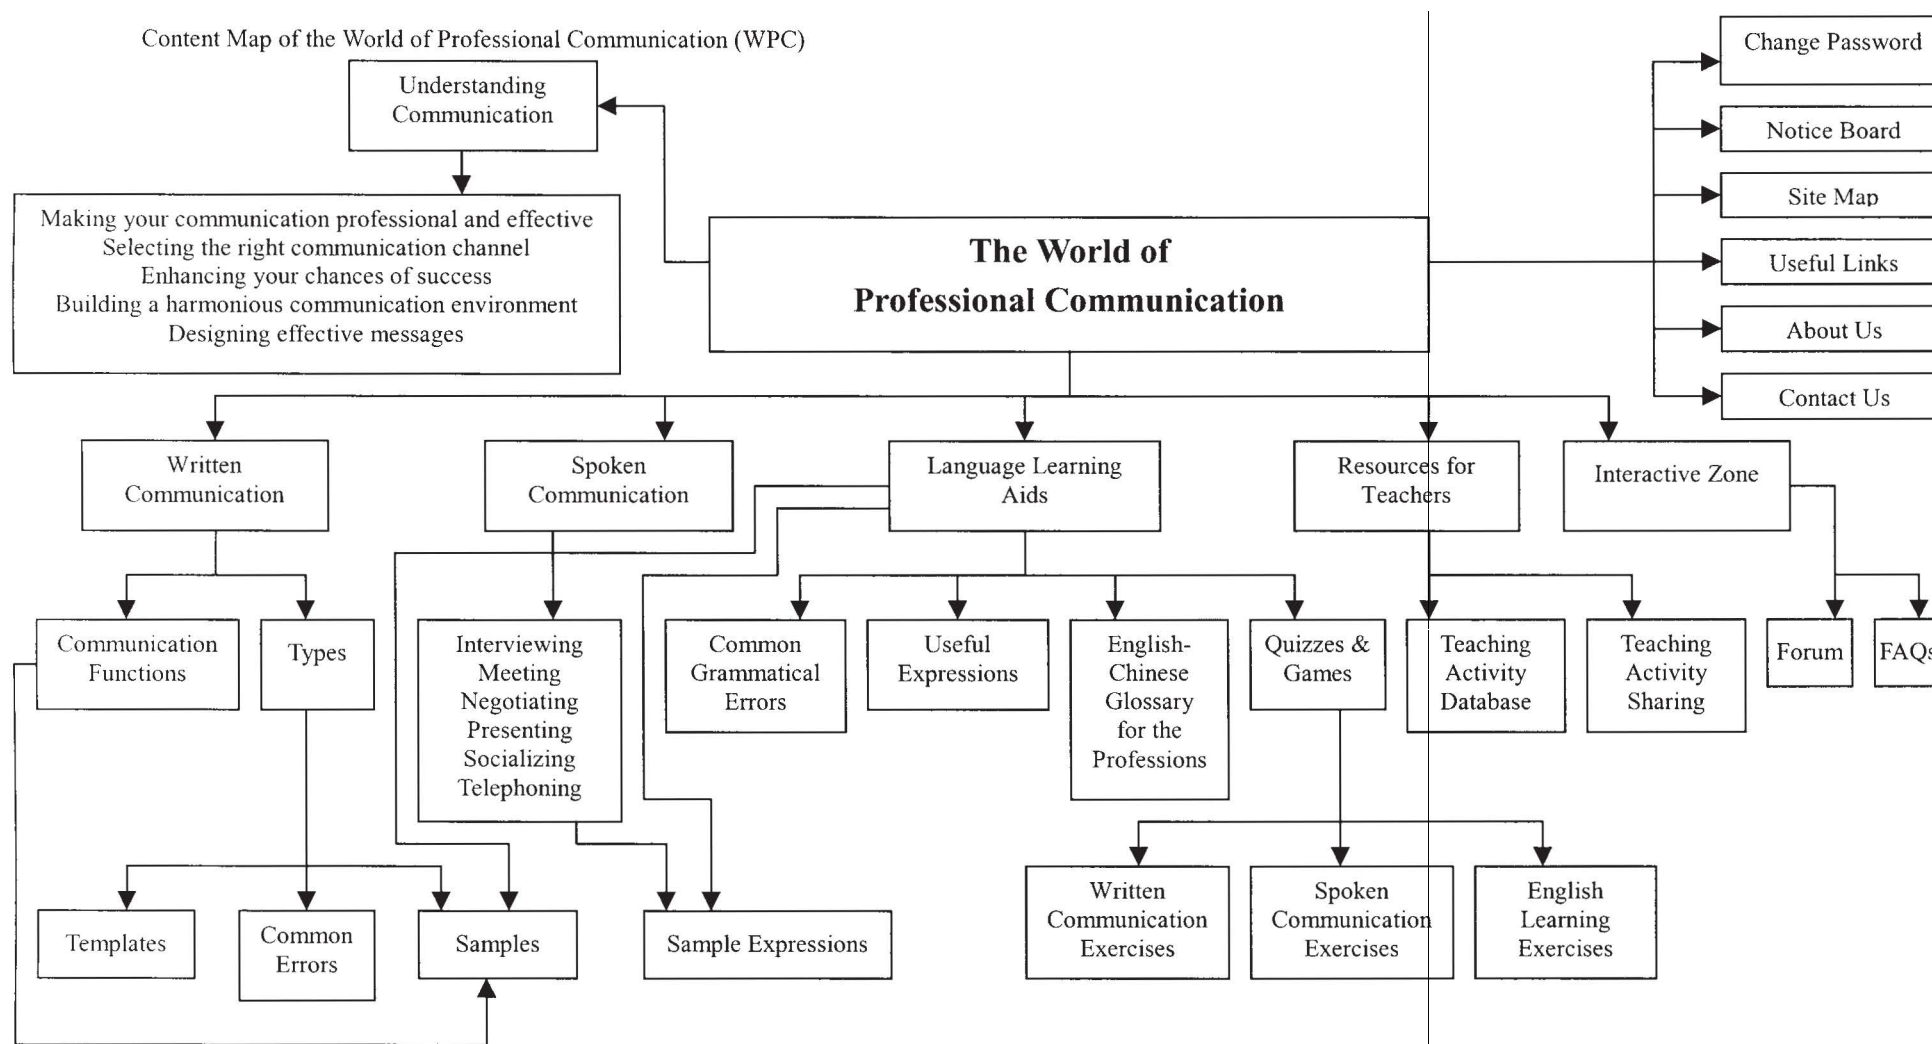 Content Map of the World of Professional Communication (WPC)
Understanding
Communication
Making your communication professional and effective
Selecting the right communication channel
Enhancing your chances of success
Building a harmonious communication environment
Designing effective messages
The World of
Professional Communication
Change Password
Notice Board
Site Map
Useful Links
About Us
Contact Us
Written
Communication
Spoken
Communication
Language Learning
Aids
Resources for
Teachers
Interactive Zone
Communication
Functions
Types
Interviewing
Meeting
Negotiating
Presenting
Socializing
Telephoning
Common
Grammatical
Errors
Useful
Expressions
English-
Chinese
Glossary
for the
Professions
Quizzes &
Games
Teaching
Activity
Database
Teaching
Activity
Sharing
Forum
FAQs
Templates
Common
Errors
Samples
Sample Expressions
Written
Communication
Exercises
Spoken
Communication
Exercises
English
Learning
Exercises